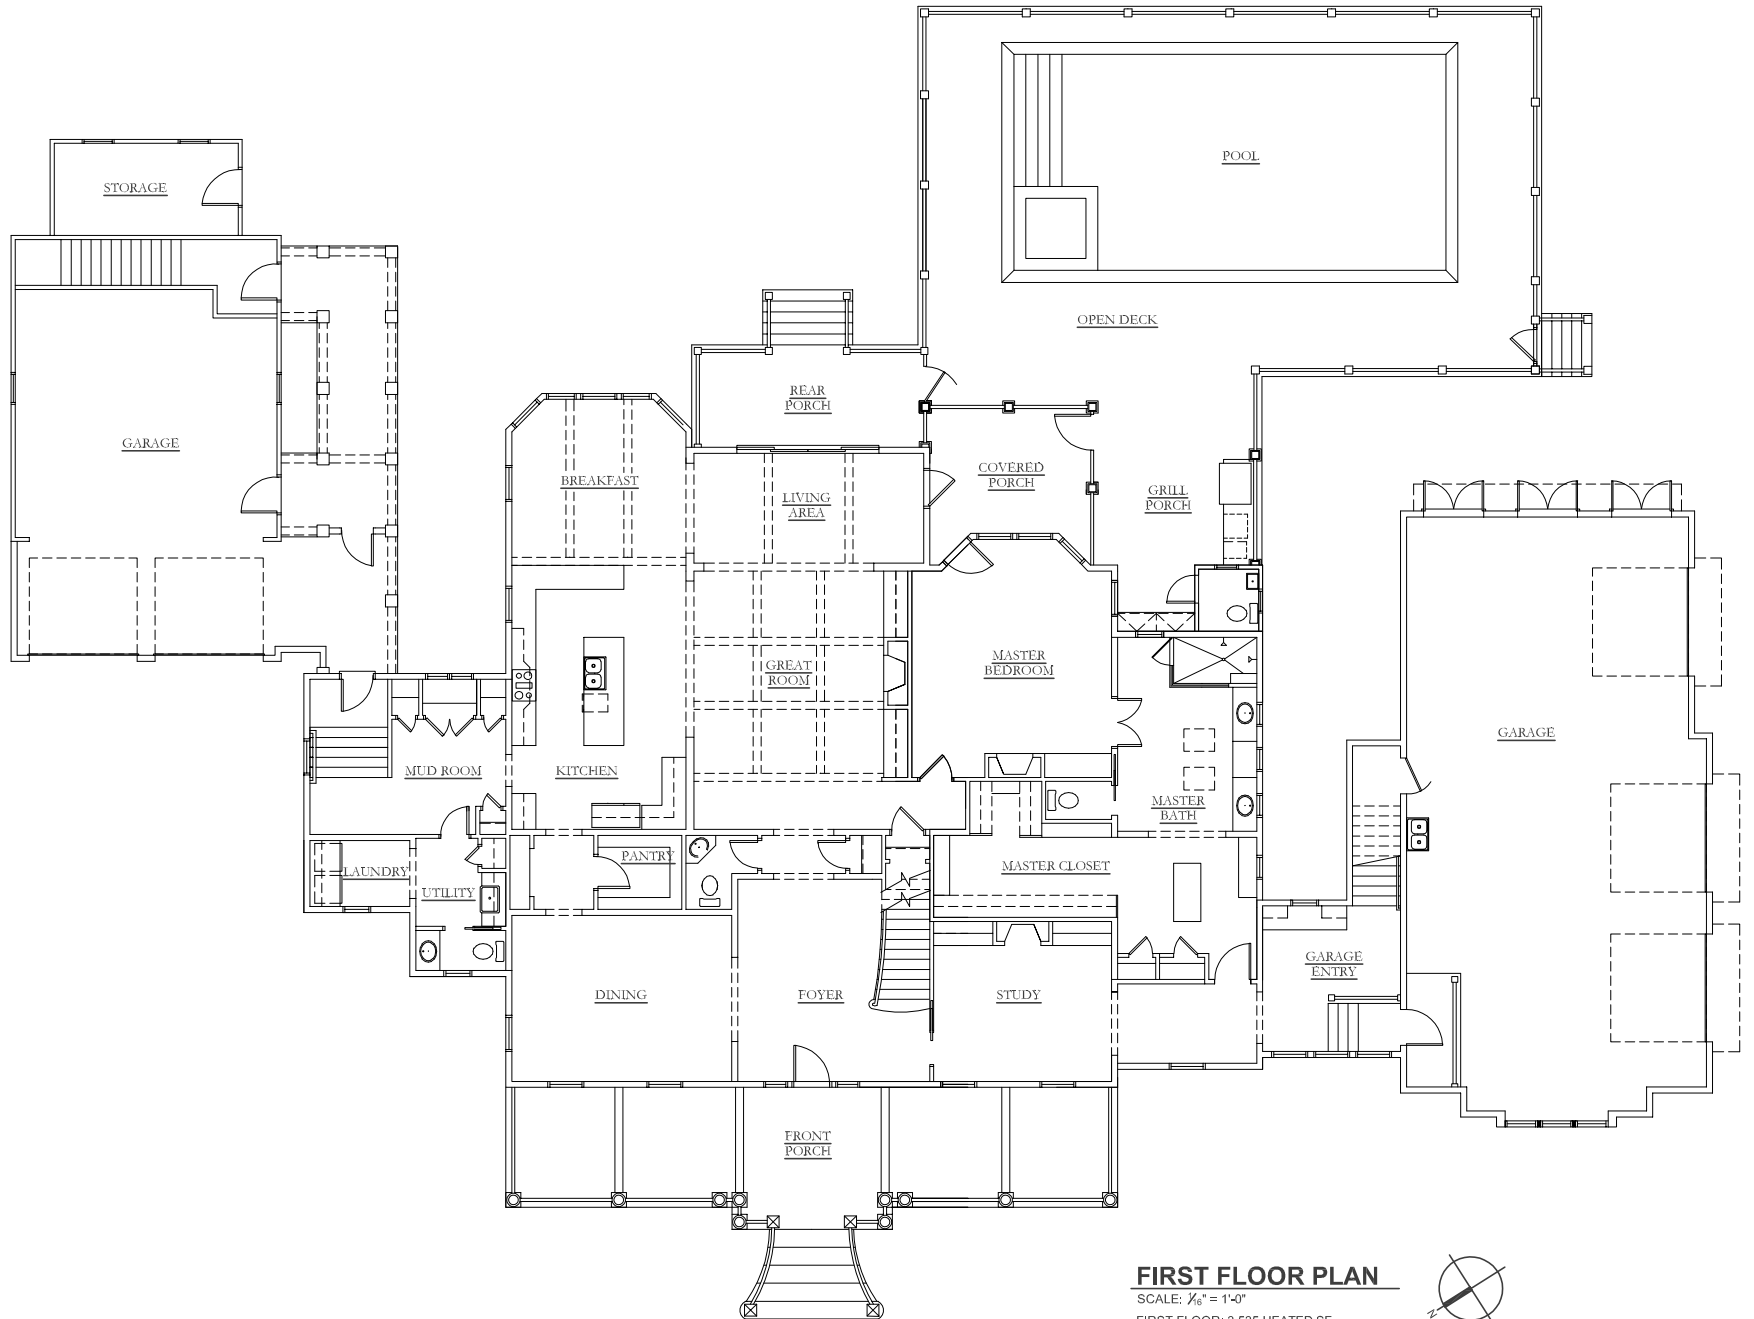 POOL
STORAGE
OPEN DECK
REAR
PORCH
GARAGE
BREAKFAST
LIVING
AREA
COVERED
PORCH
GRILL
PORCH
GREAT
ROOM
MASTER
BEDROOM
GARAGE
MUD ROOM
KITCHEN
MASTER
BATH
PANTRY
LAUNDRY
MASTER CLOSET
UTILITY
GARAGE
ENTRY
DINING
FOYER
STUDY
FRONT
PORCH
FIRST FLOOR PLAN
SCALE: 1/16" = 1'-0"
N